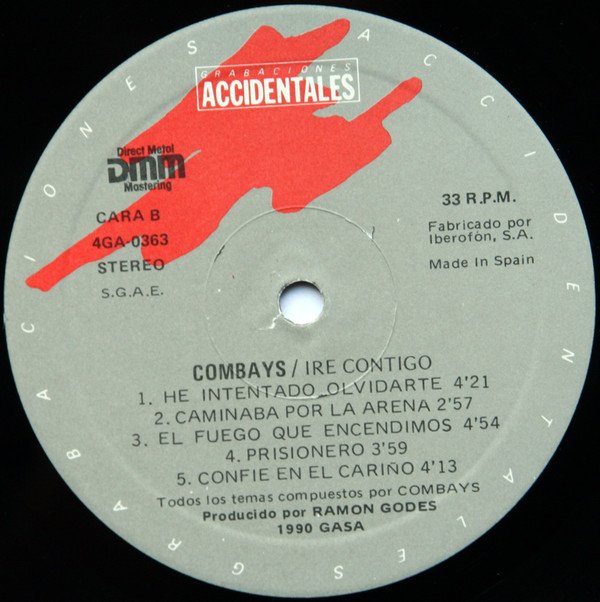 GRABACIONES ACCIDENTALES
GRABACIONES
ACCIDENTALES
Direct Metal
DMM
Mastering
CARA B
4GA-0363
STEREO
S.G.A.E.
33 R.P.M.
Fabricado por
Iberofón, S.A.
Made In Spain
COMBAYS / IRE CONTIGO
1. HE INTENTADO OLVIDARTE 4'21
2. CAMINABA POR LA ARENA 2'57
3. EL FUEGO QUE ENCENDIMOS 4'54
4. PRISIONERO 3'59
5. CONFIE EN EL CARIÑO 4'13
Todos los temas compuestos por COMBAYS
Producido por RAMON GODES
1990 GASA